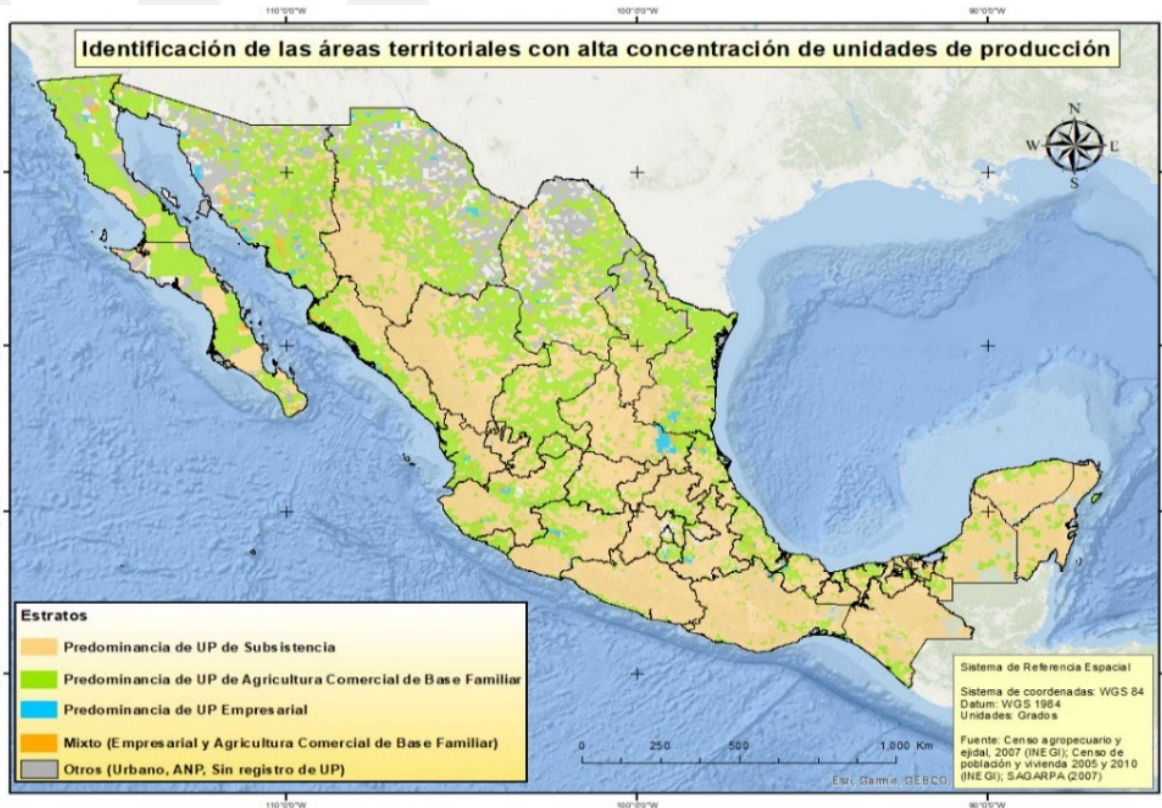 110°0'0"W 100°0'0"W 90°0'0"W
Identificación de las áreas territoriales con alta concentración de unidades de producción
N
W E
S
Estratos
Predominancia de UP de Subsistencia
Predominancia de UP de Agricultura Comercial de Base Familiar
Predominancia de UP Empresarial
Mixto (Empresarial y Agricultura Comercial de Base Familiar)
Otros (Urbano, ANP, Sin registro de UP)
0 250 500 1,000 Km
Esri, Garmin, GEBCO
Sistema de Referencia Espacial
Sistema de coordenadas: WGS 84
Datum: WGS 1984
Unidades: Grados
Fuente: Censo agropecuario y
ejidal, 2007 (INEGI); Censo de
población y vivienda 2005 y 2010
(INEGI); SAGARPA (2007)
110°0'0"W 100°0'0"W 90°0'0"W